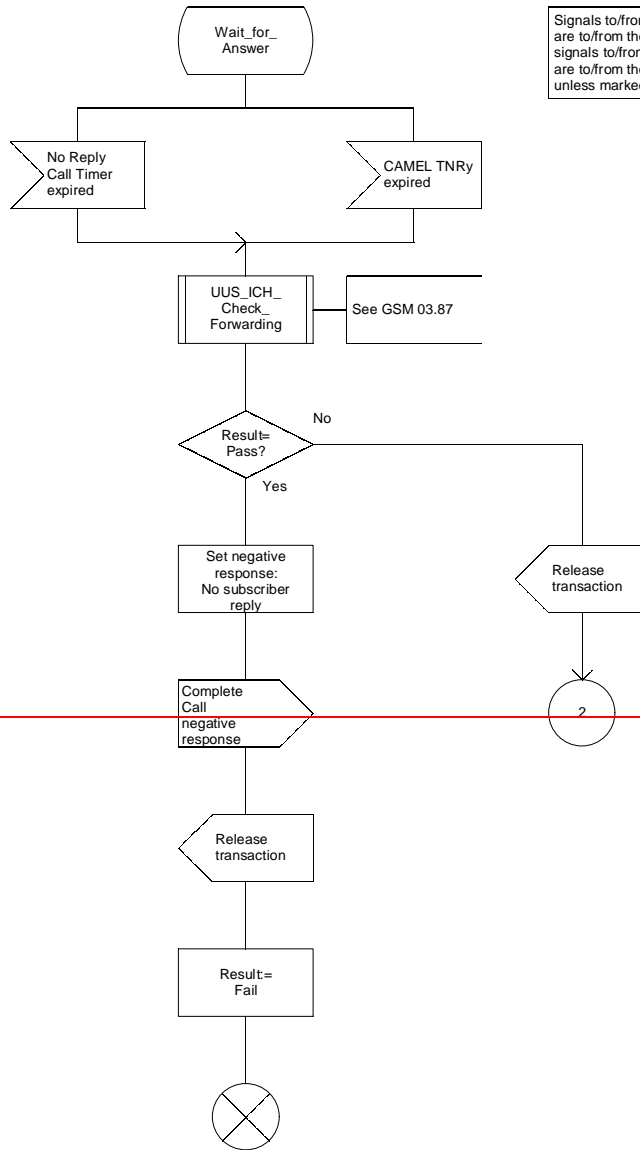 Wait_for_
Answer
Signals to/from
are to/from the
signals to/from
are to/from the
unless marked
No Reply
Call Timer
expired
CAMEL TNRy
expired
UUS_ICH_
Check_
Forwarding
See GSM 03.87
No
Result=
Pass?
Yes
Set negative
response:
No subscriber
reply
Release
transaction
Complete
Call
negative
response
2
Release
transaction
Result:=
Fail